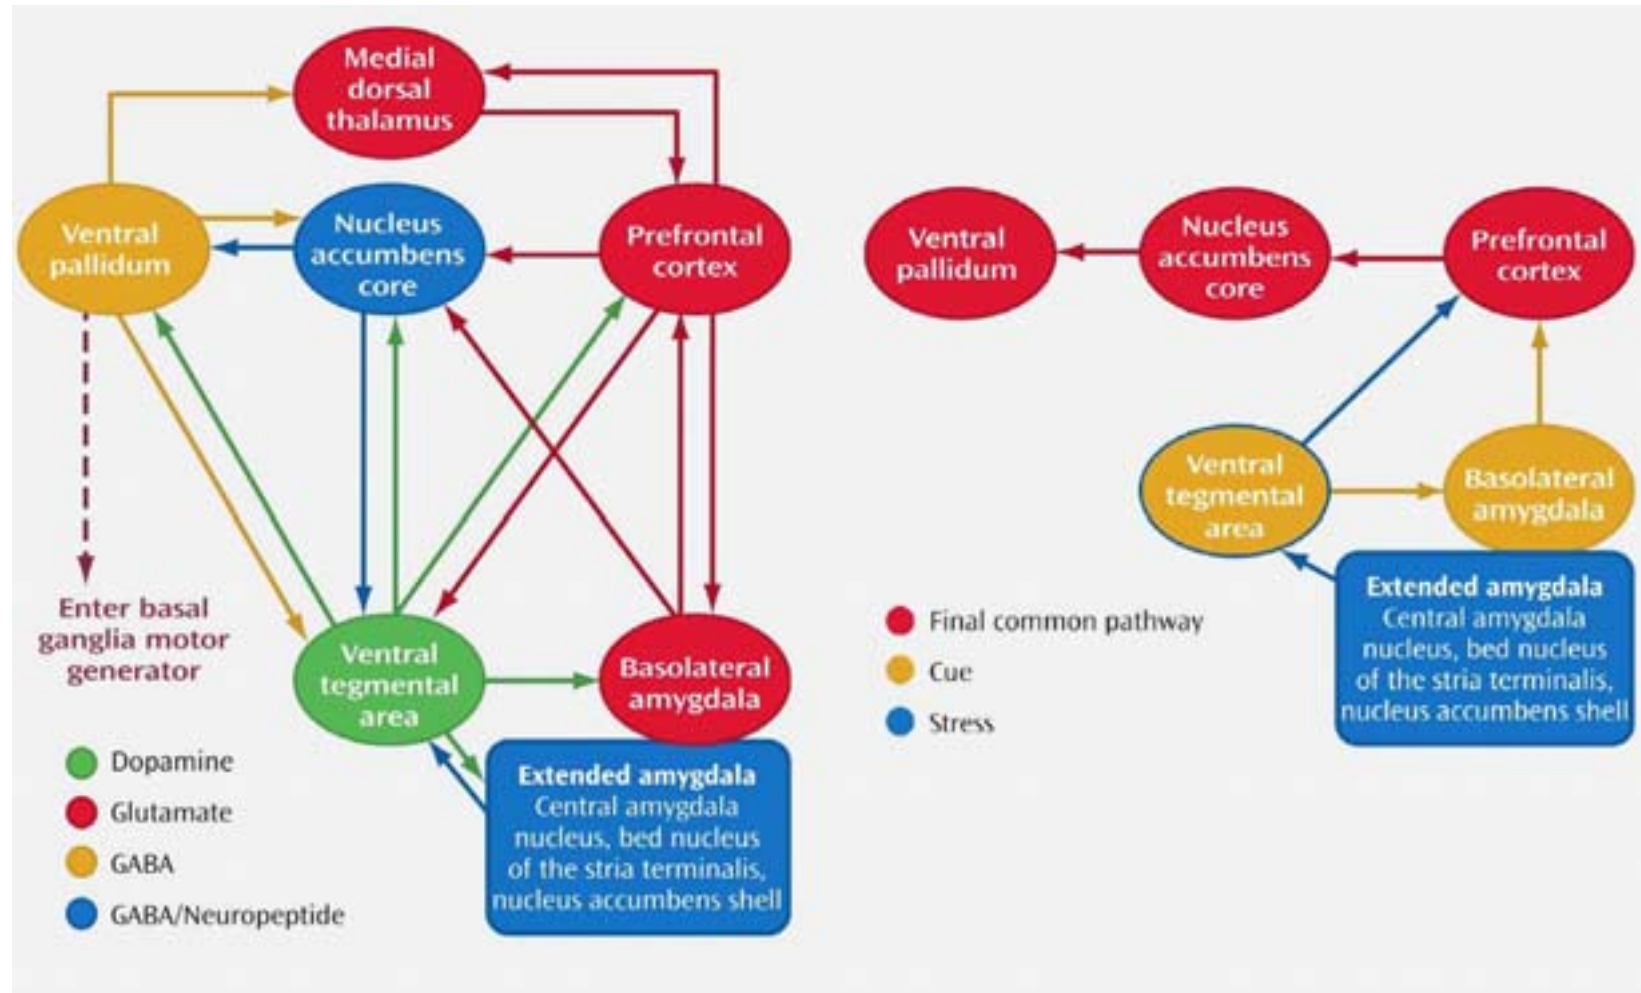 Medial
dorsal
thalamus
Ventral
pallidum
Nucleus
accumbens
core
Prefrontal
cortex
Enter basal
ganglia motor
generator
Ventral
tegmental
area
Basolateral
amygdala
Extended amygdala
Central amygdala
nucleus, bed nucleus
of the stria terminalis,
nucleus accumbens shell
Dopamine
Glutamate
GABA
GABA/Neuropeptide
Ventral
pallidum
Nucleus
accumbens
core
Prefrontal
cortex
Ventral
tegmental
area
Basolateral
amygdala
Extended amygdala
Central amygdala
nucleus, bed nucleus
of the stria terminalis,
nucleus accumbens shell
Final common pathway
Cue
Stress